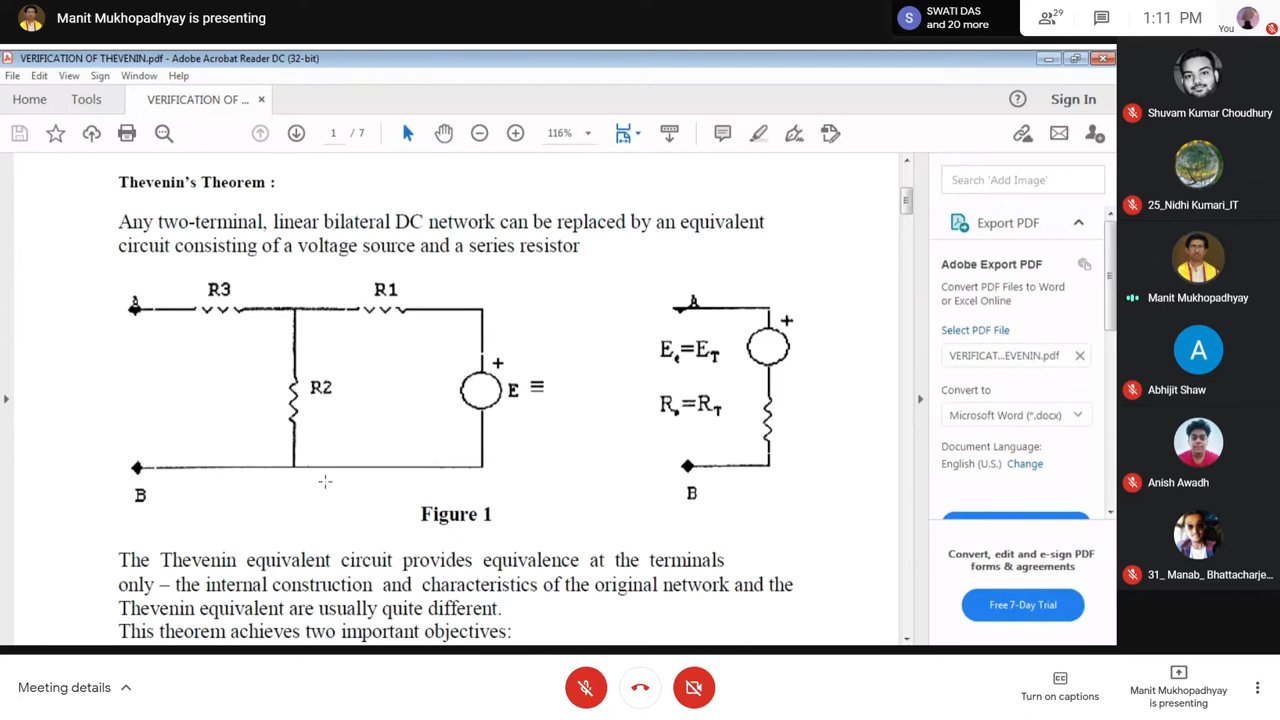 Manit Mukhopadhyay is presenting
S
SWATI DAS
and 20 more
29
1:11 PM
You
VERIFICATION OF THEVENIN.pdf - Adobe Acrobat Reader DC (32-bit)
File Edit View Sign Window Help
Home Tools VERIFICATION OF ... × Sign In
1 / 7 116%
Thevenin's Theorem :
Any two-terminal, linear bilateral DC network can be replaced by an equivalent
circuit consisting of a voltage source and a series resistor
A R3 R1
R2
+
E ≡
B
A
+
Ee=ET
Re=RT
B
Figure 1
The Thevenin equivalent circuit provides equivalence at the terminals
only – the internal construction and characteristics of the original network and the
Thevenin equivalent are usually quite different.
This theorem achieves two important objectives:
Search 'Add Image'
Export PDF
Adobe Export PDF
Convert PDF Files to Word
or Excel Online
Select PDF File
VERIFICAT...EVENIN.pdf
Convert to
Microsoft Word (*.docx)
Document Language:
English (U.S.) Change
Convert, edit and e-sign PDF
forms & agreements
Free 7-Day Trial
Shuvam Kumar Choudhury
25_Nidhi Kumari_IT
Manit Mukhopadhyay
A
Abhijit Shaw
Anish Awadh
31_ Manab_ Bhattacharje...
Meeting details
CC
Turn on captions
Manit Mukhopadhyay
is presenting